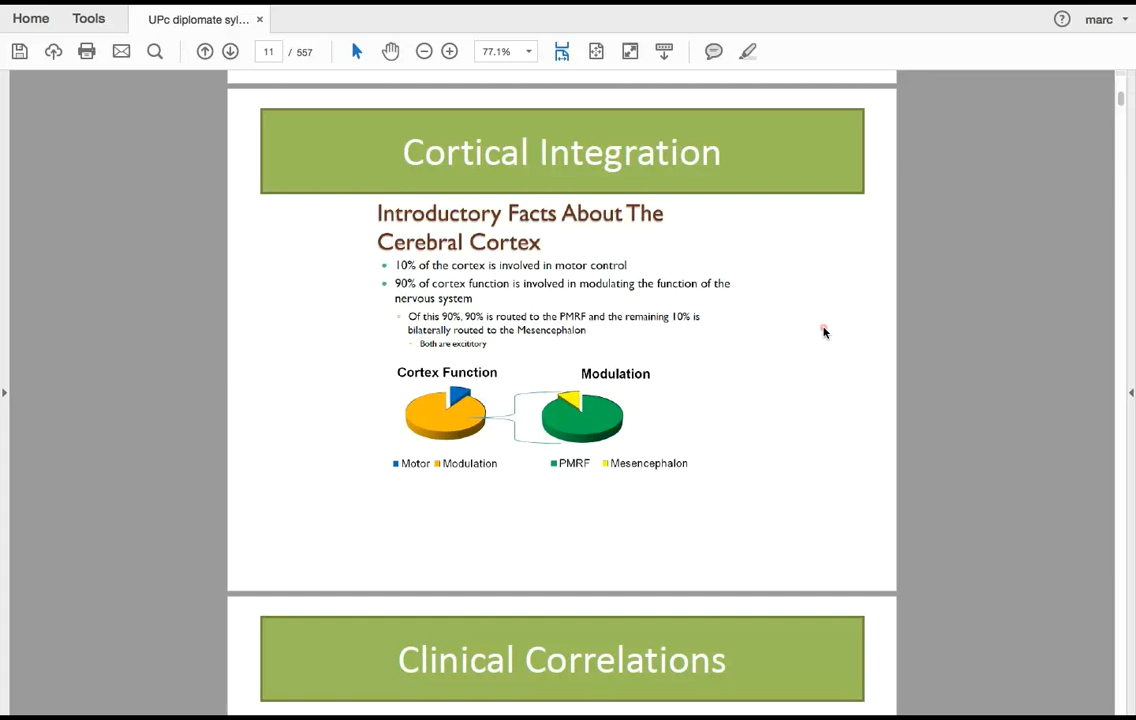 Home Tools UPc diplomate syl... × ? marc
11 / 557 77.1%
Cortical Integration
Introductory Facts About The
Cerebral Cortex
• 10% of the cortex is involved in motor control
• 90% of cortex function is involved in modulating the function of the
nervous system
• Of this 90%, 90% is routed to the PMRF and the remaining 10% is
bilaterally routed to the Mesencephalon
• Both are excititory
Cortex Function Modulation
Motor Modulation PMRF Mesencephalon
Clinical Correlations